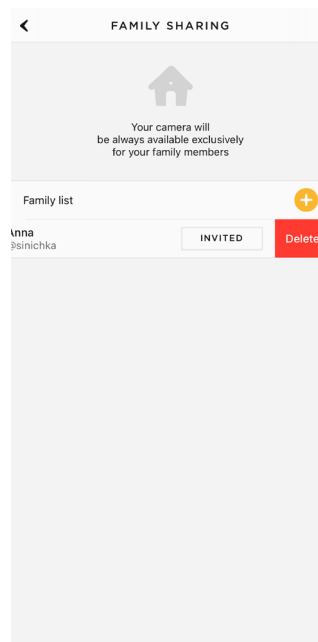 FAMILY SHARING
Your camera will
be always available exclusively
for your family members
Family list
Anna
@sinichka
INVITED
Delete